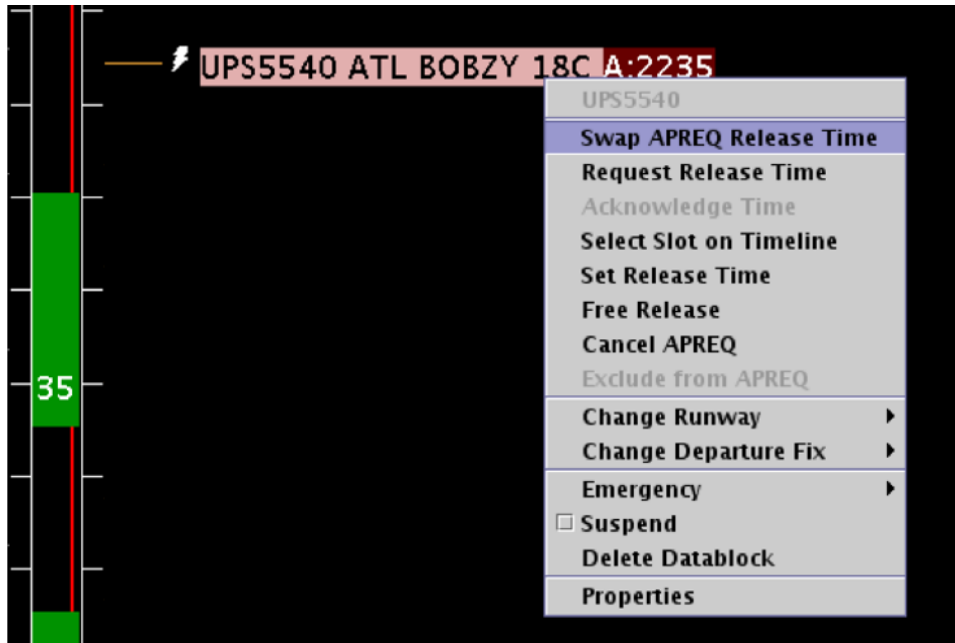 UPS5540 ATL BOBZY 18C A:2235
UPS5540
Swap APREQ Release Time
Request Release Time
Acknowledge Time
Select Slot on Timeline
Set Release Time
Free Release
Cancel APREQ
Exclude from APREQ
35
Change Runway
Change Departure Fix
Emergency
Suspend
Delete Datablock
Properties